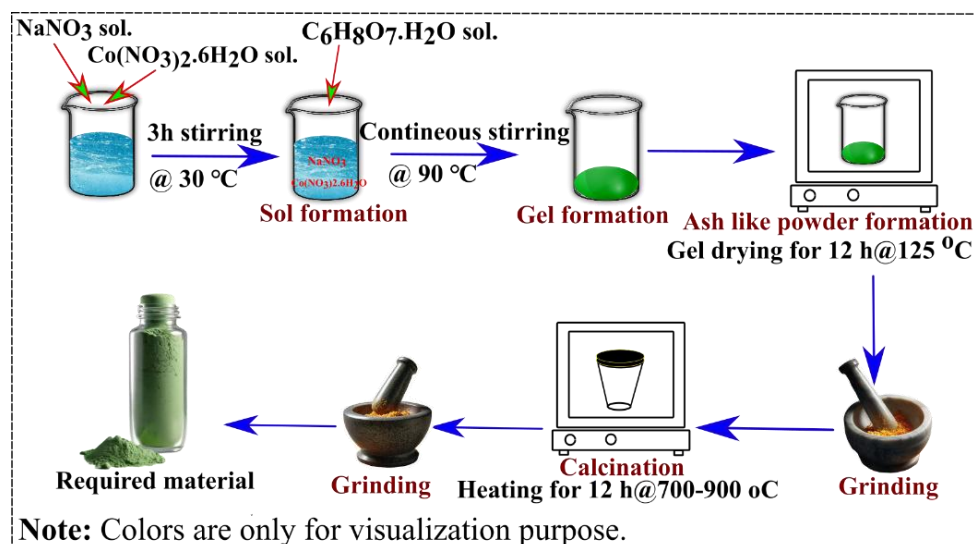 NaNO3 sol.
Co(NO3)2.6H2O sol.
C6H8O7.H2O sol.
3h stirring
@ 30 °C
NaNO3
Co(NO3)2.6H2O
Sol formation
Contineous stirring
@ 90 °C
Gel formation
Ash like powder formation
Gel drying for 12 h@125 °C
Grinding
Calcination
Heating for 12 h@700-900 oC
Grinding
Required material
Note: Colors are only for visualization purpose.